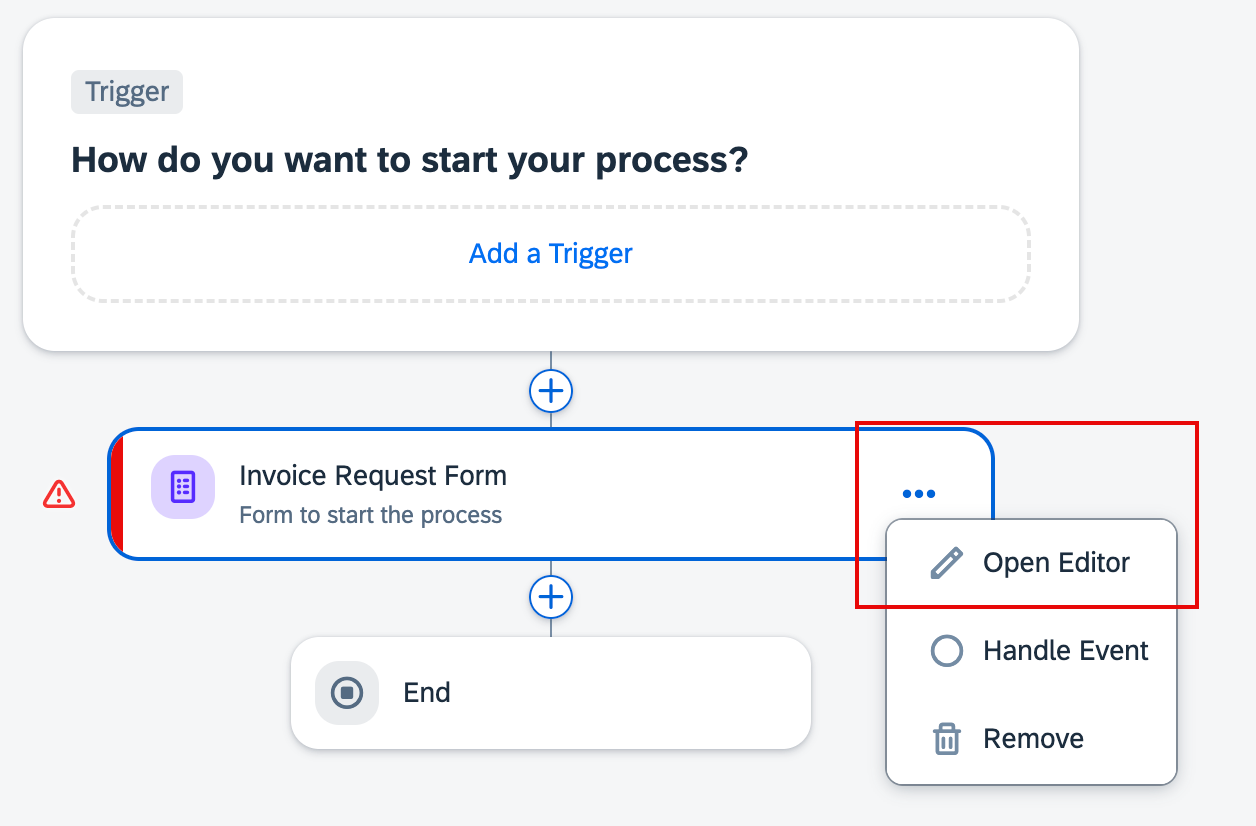 Trigger
How do you want to start your process?
Add a Trigger
Invoice Request Form
Form to start the process
Open Editor
Handle Event
End
Remove